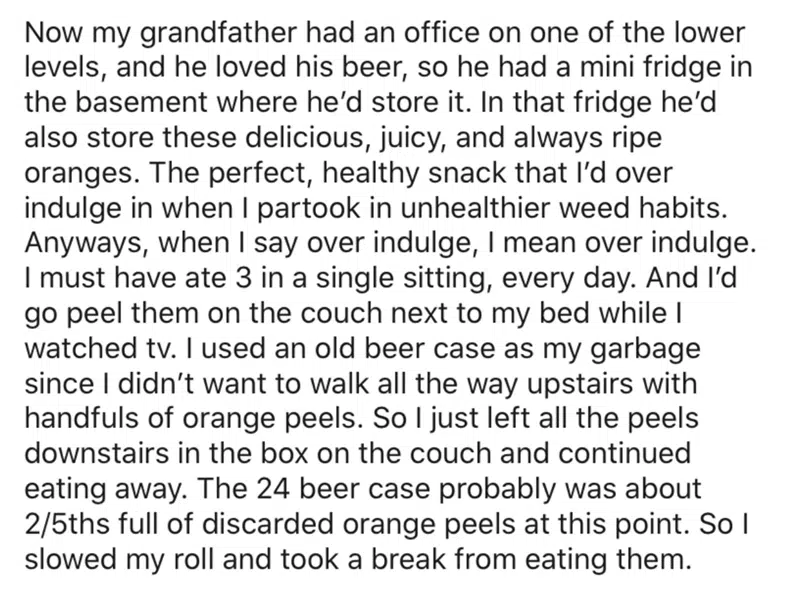 Now my grandfather had an office on one of the lower
levels, and he loved his beer, so he had a mini fridge in
the basement where he’d store it. In that fridge he’d
also store these delicious, juicy, and always ripe
oranges. The perfect, healthy snack that I’d over
indulge in when I partook in unhealthier weed habits.
Anyways, when I say over indulge, I mean over indulge.
I must have ate 3 in a single sitting, every day. And I’d
go peel them on the couch next to my bed while I
watched tv. I used an old beer case as my garbage
since I didn’t want to walk all the way upstairs with
handfuls of orange peels. So I just left all the peels
downstairs in the box on the couch and continued
eating away. The 24 beer case probably was about
2/5ths full of discarded orange peels at this point. So I
slowed my roll and took a break from eating them.